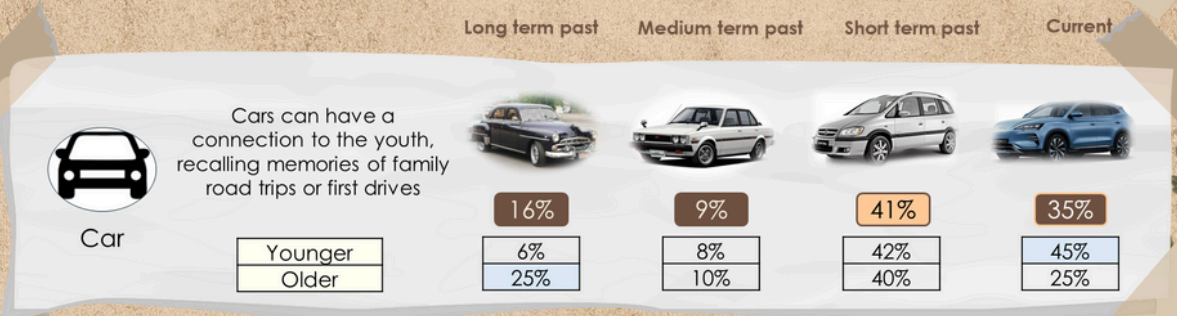 Long term past
Medium term past
Short term past
Current
Cars can have a
connection to the youth,
recalling memories of family
road trips or first drives
Car
16%
9%
41%
35%
Younger
6%
8%
42%
45%
Older
25%
10%
40%
25%